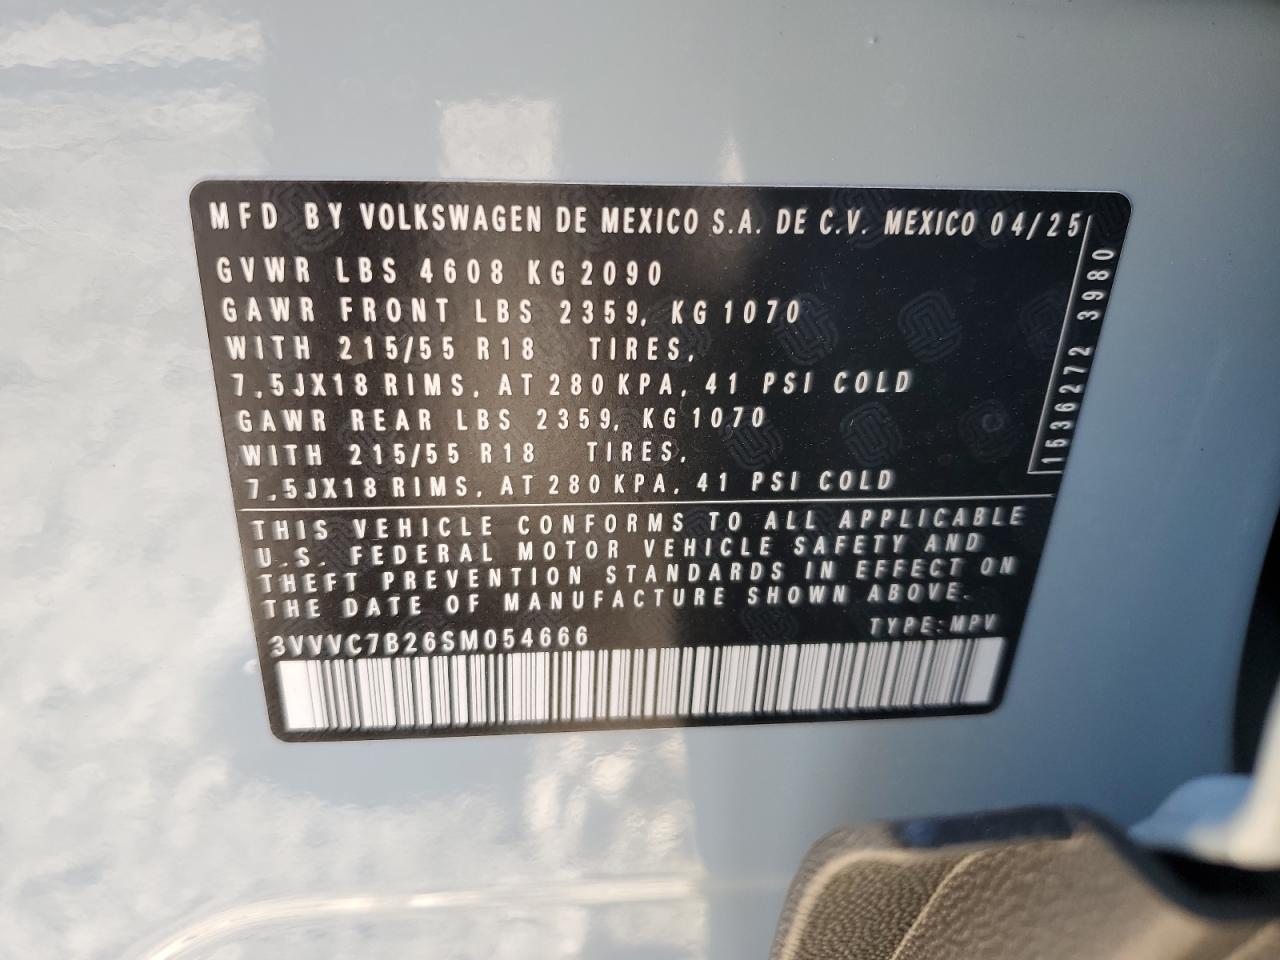 MFD BY VOLKSWAGEN DE MEXICO S.A. DE C.V. MEXICO 04/25
GVWR LBS 4608 KG 2090
GAWR FRONT LBS 2359, KG 1070
WITH 215/55 R18 TIRES,
7,5JX18 RIMS, AT 280 KPA, 41 PSI COLD
GAWR REAR LBS 2359, KG 1070
WITH 215/55 R18 TIRES,
7,5JX18 RIMS, AT 280 KPA, 41 PSI COLD
1536272 3980
THIS VEHICLE CONFORMS TO ALL APPLICABLE
U.S. FEDERAL MOTOR VEHICLE SAFETY AND
THEFT PREVENTION STANDARDS IN EFFECT ON
THE DATE OF MANUFACTURE SHOWN ABOVE.
3VVVC7B26SM054666 TYPE: MPV